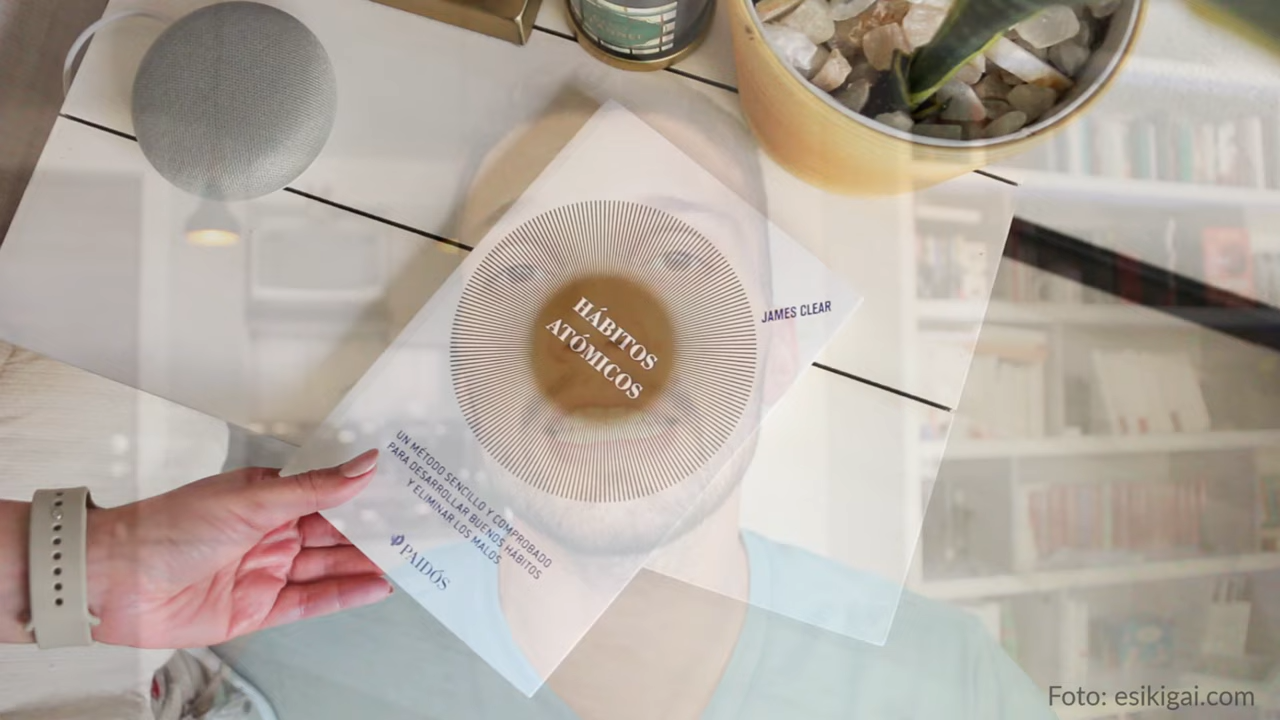 HÁBITOS
ATÓMICOS
JAMES CLEAR
UN MÉTODO SENCILLO Y COMPROBADO
PARA DESARROLLAR BUENOS HÁBITOS
Y ELIMINAR LOS MALOS
PAIDÓS
Foto: esikigai.com